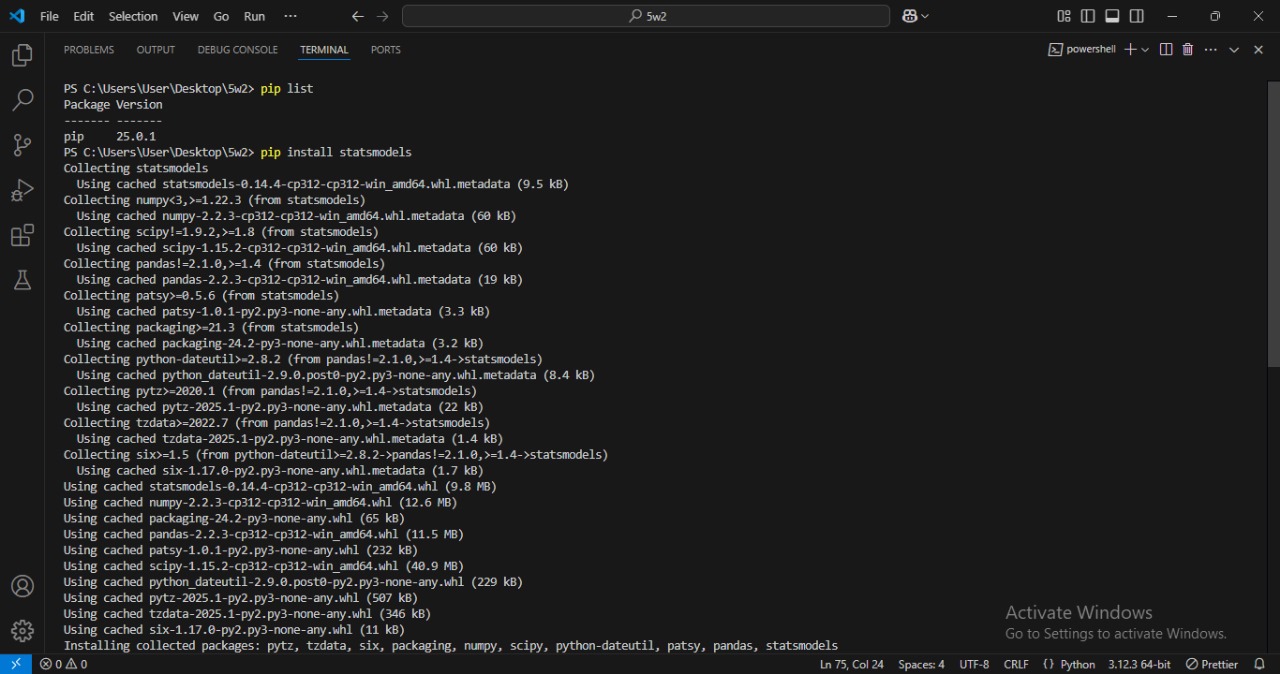 File Edit Selection View Go Run ··· 5w2
PROBLEMS OUTPUT DEBUG CONSOLE TERMINAL PORTS powershell
PS C:\Users\User\Desktop\5w2> pip list
Package Version
------- -------
pip     25.0.1
PS C:\Users\User\Desktop\5w2> pip install statsmodels
Collecting statsmodels
  Using cached statsmodels-0.14.4-cp312-cp312-win_amd64.whl.metadata (9.5 kB)
Collecting numpy<3,>=1.22.3 (from statsmodels)
  Using cached numpy-2.2.3-cp312-cp312-win_amd64.whl.metadata (60 kB)
Collecting scipy!=1.9.2,>=1.8 (from statsmodels)
  Using cached scipy-1.15.2-cp312-cp312-win_amd64.whl.metadata (60 kB)
Collecting pandas!=2.1.0,>=1.4 (from statsmodels)
  Using cached pandas-2.2.3-cp312-cp312-win_amd64.whl.metadata (19 kB)
Collecting patsy>=0.5.6 (from statsmodels)
  Using cached patsy-1.0.1-py2.py3-none-any.whl.metadata (3.3 kB)
Collecting packaging>=21.3 (from statsmodels)
  Using cached packaging-24.2-py3-none-any.whl.metadata (3.2 kB)
Collecting python-dateutil>=2.8.2 (from pandas!=2.1.0,>=1.4->statsmodels)
  Using cached python_dateutil-2.9.0.post0-py2.py3-none-any.whl.metadata (8.4 kB)
Collecting pytz>=2020.1 (from pandas!=2.1.0,>=1.4->statsmodels)
  Using cached pytz-2025.1-py2.py3-none-any.whl.metadata (22 kB)
Collecting tzdata>=2022.7 (from pandas!=2.1.0,>=1.4->statsmodels)
  Using cached tzdata-2025.1-py2.py3-none-any.whl.metadata (1.4 kB)
Collecting six>=1.5 (from python-dateutil>=2.8.2->pandas!=2.1.0,>=1.4->statsmodels)
  Using cached six-1.17.0-py2.py3-none-any.whl.metadata (1.7 kB)
Using cached statsmodels-0.14.4-cp312-cp312-win_amd64.whl (9.8 MB)
Using cached numpy-2.2.3-cp312-cp312-win_amd64.whl (12.6 MB)
Using cached packaging-24.2-py3-none-any.whl (65 kB)
Using cached pandas-2.2.3-cp312-cp312-win_amd64.whl (11.5 MB)
Using cached patsy-1.0.1-py2.py3-none-any.whl (232 kB)
Using cached scipy-1.15.2-cp312-cp312-win_amd64.whl (40.9 MB)
Using cached python_dateutil-2.9.0.post0-py2.py3-none-any.whl (229 kB)
Using cached pytz-2025.1-py2.py3-none-any.whl (507 kB)
Using cached tzdata-2025.1-py2.py3-none-any.whl (346 kB)
Using cached six-1.17.0-py2.py3-none-any.whl (11 kB)
Installing collected packages: pytz, tzdata, six, packaging, numpy, scipy, python-dateutil, patsy, pandas, statsmodels
Activate Windows
Go to Settings to activate Windows.
0 0 Ln 75, Col 24 Spaces: 4 UTF-8 CRLF {} Python 3.12.3 64-bit Prettier